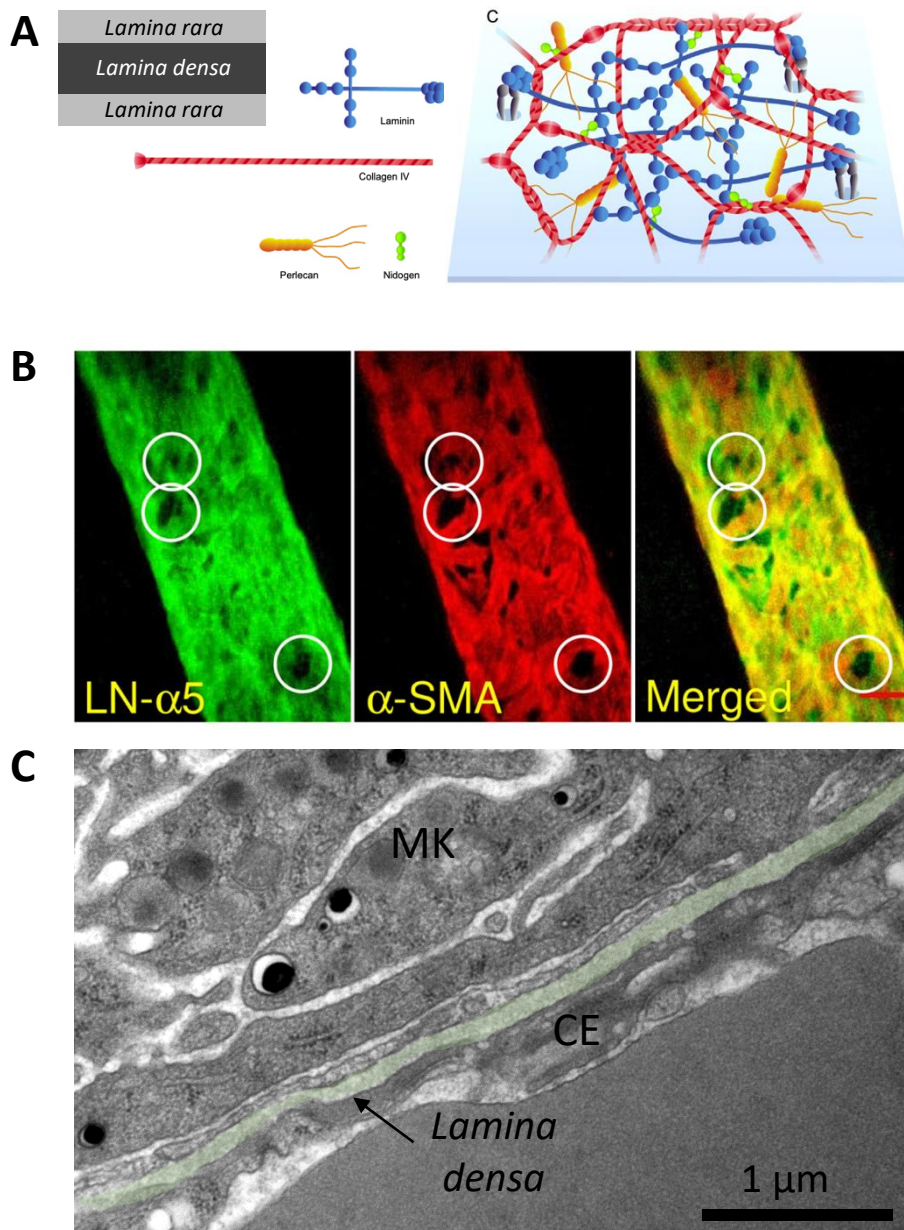 A
Lamina rara
Lamina densa
Lamina rara
Laminin
Collagen IV
Perlecan
Nidogen
C
B
LN-α5
α-SMA
Merged
C
MK
CE
Lamina
densa
1 μm